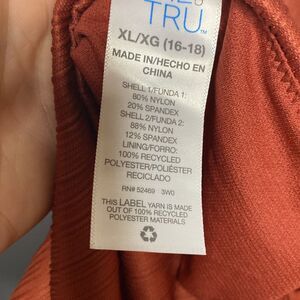 TRU™
XL/XG (16-18)
MADE IN/HECHO EN
CHINA
SHELL 1/FUNDA 1:
80% NYLON
20% SPANDEX
SHELL 2/FUNDA 2:
88% NYLON
12% SPANDEX
LINING/FORRO:
100% RECYCLED
POLYESTER/POLIÉSTER
RECICLADO
RN# 52469 3W0
THIS LABEL YARN IS MADE
OUT OF 100% RECYCLED
POLYESTER MATERIALS